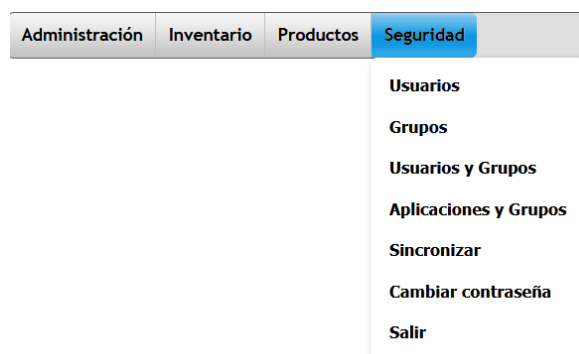 Administración Inventario Productos Seguridad
Usuarios
Grupos
Usuarios y Grupos
Aplicaciones y Grupos
Sincronizar
Cambiar contraseña
Salir